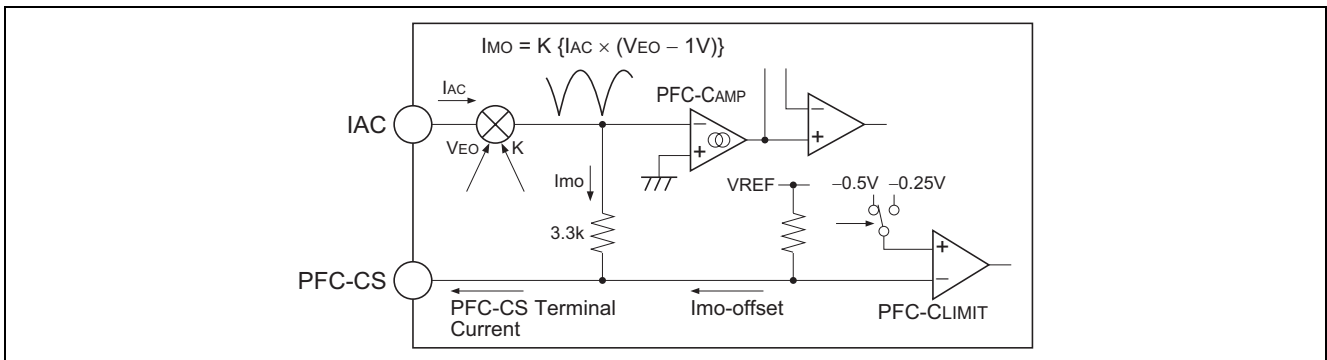 IMO = K {IAC × (VEO − 1V)}
IAC
IAC
VEO
K
PFC-CAMP
−
+
−
+
Imo
VREF
−0.5V −0.25V
3.3k
+
−
PFC-CS
PFC-CS Terminal
Current
Imo-offset
PFC-CLIMIT